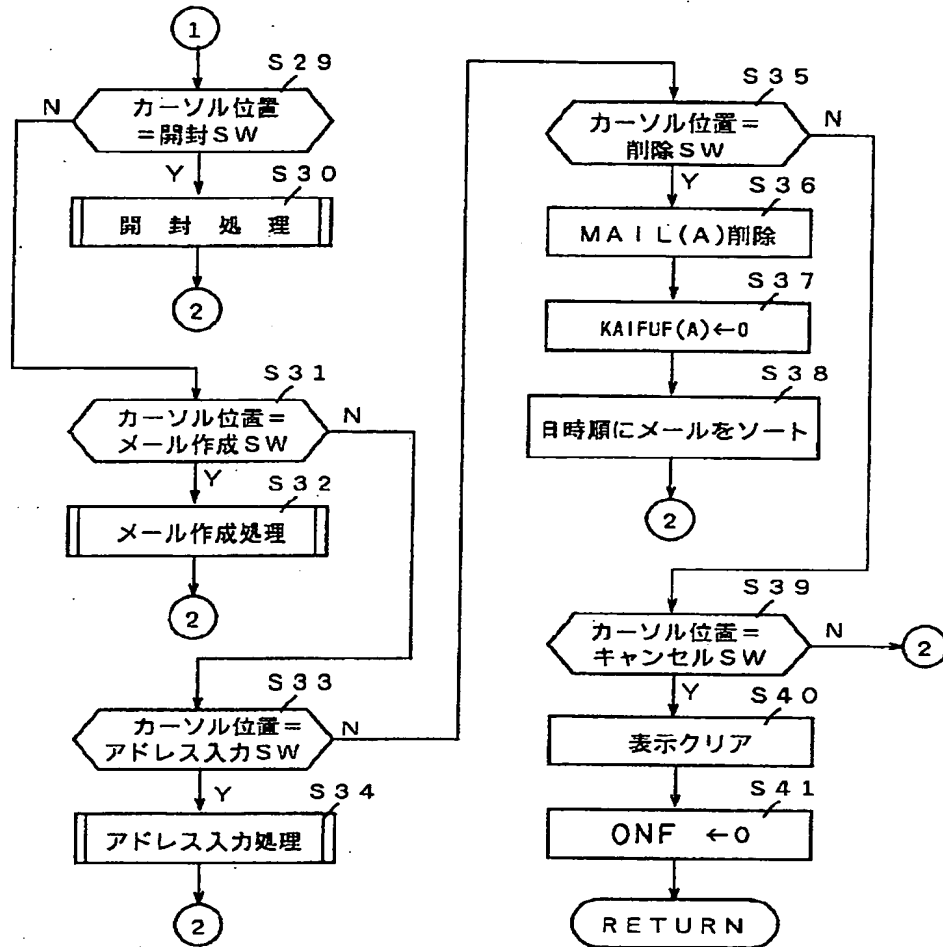 1
S29
N
カーソル位置
=開封SW
Y
S30
開封処理
2
S31
カーソル位置=
メール作成SW
N
Y
S32
メール作成処理
2
S33
カーソル位置=
アドレス入力SW
N
Y
S34
アドレス入力処理
2
S35
カーソル位置=
削除SW
N
Y
S36
MAIL(A)削除
S37
KAIFUF(A)←0
S38
日時順にメールをソート
2
S39
カーソル位置=
キャンセルSW
N
2
Y
S40
表示クリア
S41
ONF ←0
RETURN